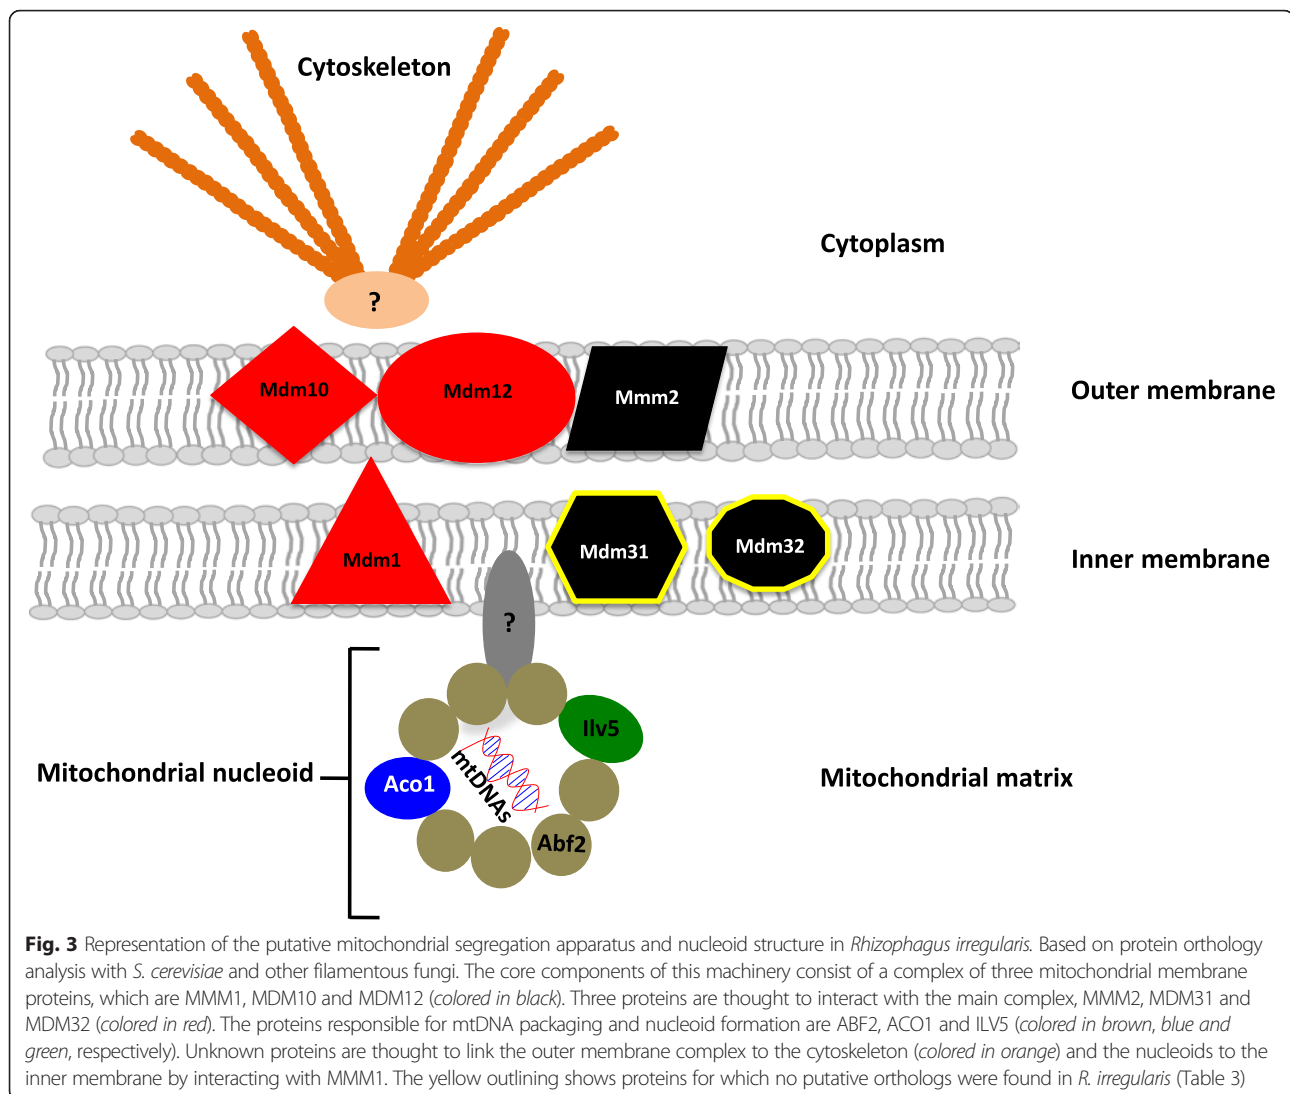 Cytoskeleton
Cytoplasm
?
Mdm10
Mdm12
Mmm2
Outer membrane
Mdm1
Mdm31
Mdm32
Inner membrane
?
Ilv5
Mitochondrial nucleoid
Aco1
mtDNAs
Mitochondrial matrix
Abf2
Fig. 3 Representation of the putative mitochondrial segregation apparatus and nucleoid structure in Rhizophagus irregularis. Based on protein orthology
analysis with S. cerevisiae and other filamentous fungi. The core components of this machinery consist of a complex of three mitochondrial membrane
proteins, which are MMM1, MDM10 and MDM12 (colored in black). Three proteins are thought to interact with the main complex, MMM2, MDM31 and
MDM32 (colored in red). The proteins responsible for mtDNA packaging and nucleoid formation are ABF2, ACO1 and ILV5 (colored in brown, blue and
green, respectively). Unknown proteins are thought to link the outer membrane complex to the cytoskeleton (colored in orange) and the nucleoids to the
inner membrane by interacting with MMM1. The yellow outlining shows proteins for which no putative orthologs were found in R. irregularis (Table 3)